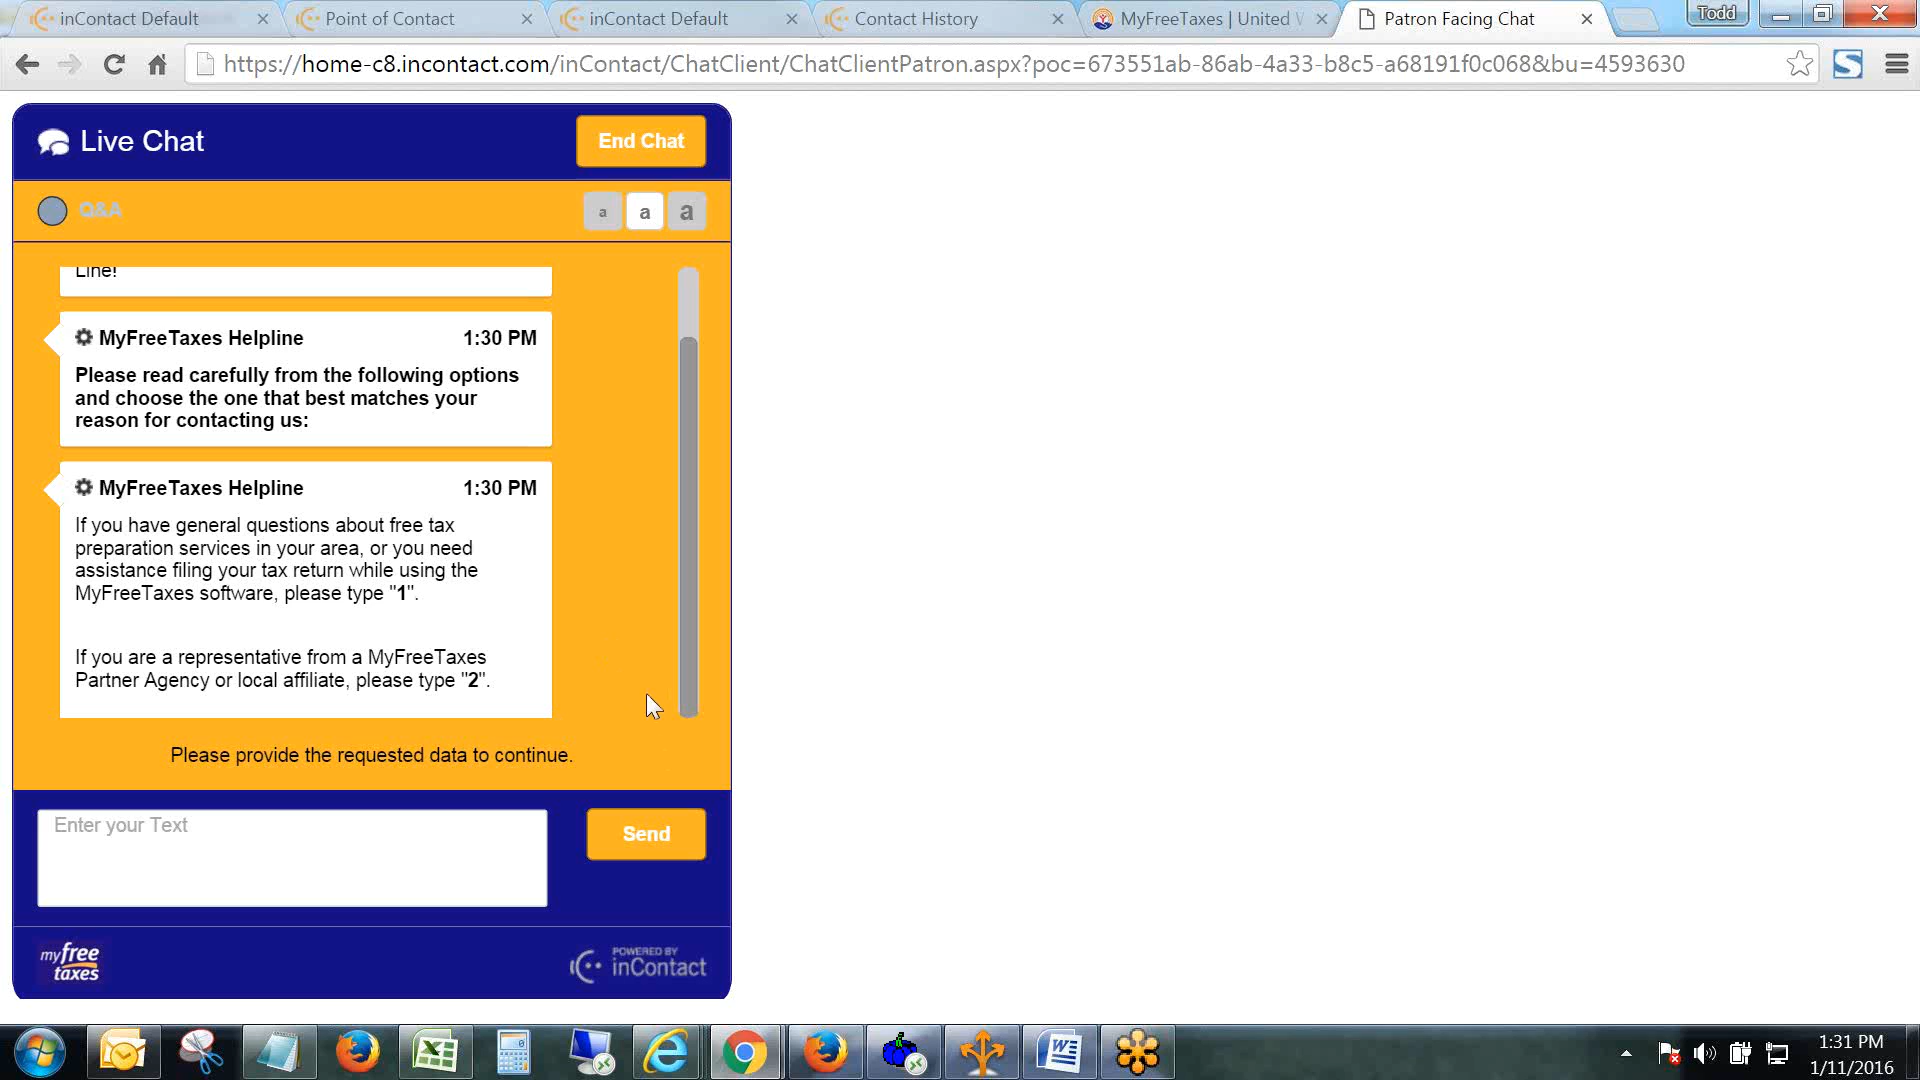 inContact Default
Point of Contact
inContact Default
Contact History
MyFreeTaxes | United W
Patron Facing Chat
Todd
https://home-c8.incontact.com/inContact/ChatClient/ChatClientPatron.aspx?poc=673551ab-86ab-4a33-b8c5-a68191f0c068&bu=4593630
Live Chat
End Chat
Q&A
a a a
Line!
MyFreeTaxes Helpline 1:30 PM
Please read carefully from the following options
and choose the one that best matches your
reason for contacting us:
MyFreeTaxes Helpline 1:30 PM
If you have general questions about free tax
preparation services in your area, or you need
assistance filing your tax return while using the
MyFreeTaxes software, please type "1".
If you are a representative from a MyFreeTaxes
Partner Agency or local affiliate, please type "2".
Please provide the requested data to continue.
Enter your Text
Send
my free
taxes
POWERED BY
inContact
1:31 PM
1/11/2016